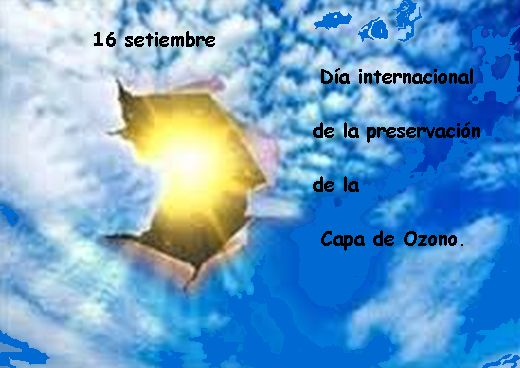 16 setiembre
Día internacional
de la preservación
de la
Capa de Ozono.